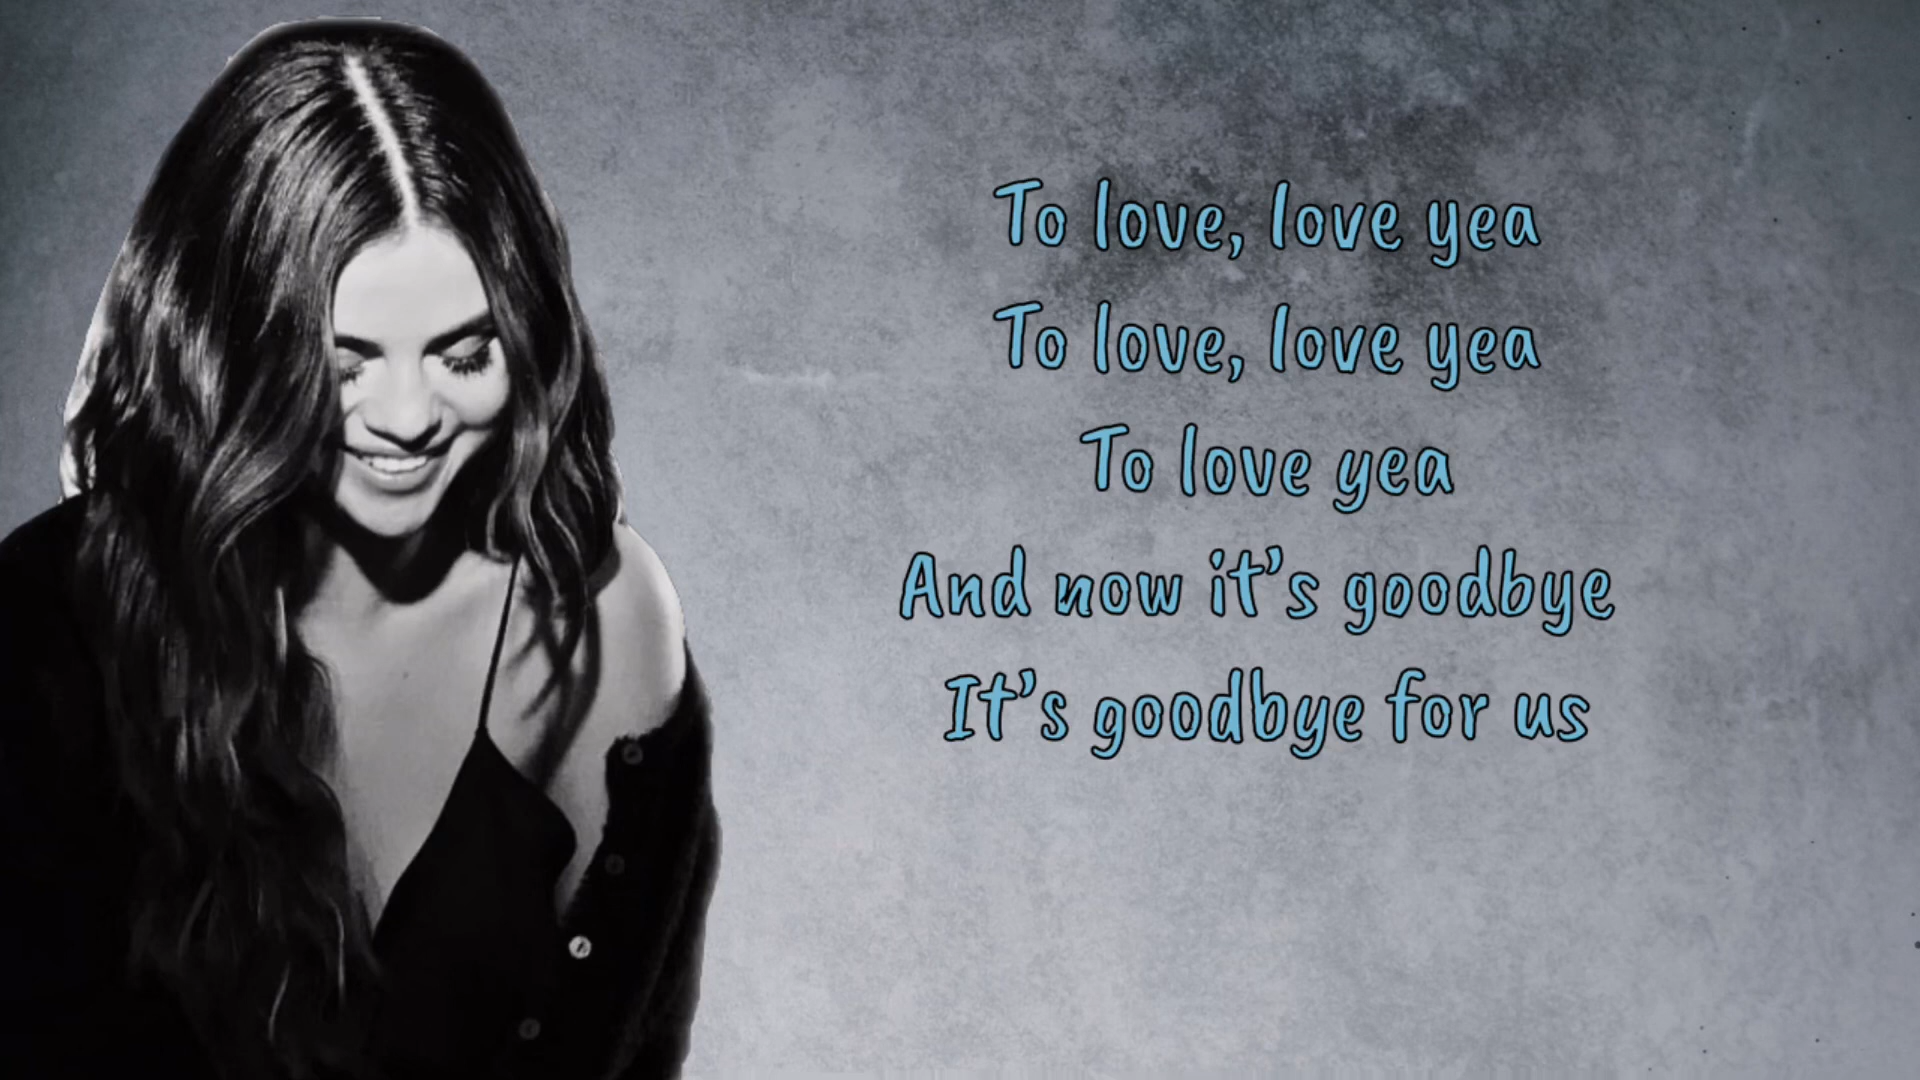 To love, love yea
To love, love yea
To love yea
And now it's goodbye
It's goodbye for us